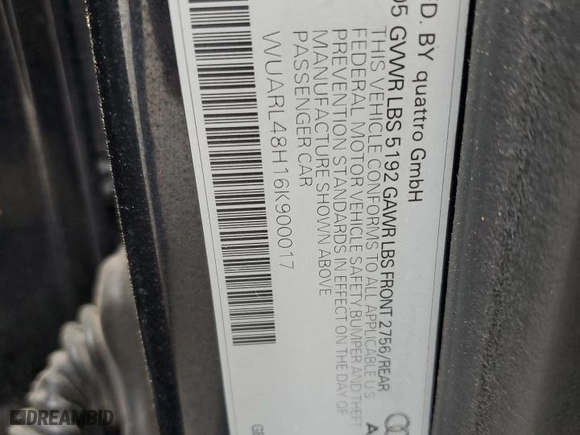 D. BY quattro GmbH
05 GVWR LBS 5192 GAWR LBS FRONT 2756/REAR
THIS VEHICLE CONFORMS TO ALL APPLICABLE U.S.
FEDERAL MOTOR VEHICLE SAFETY BUMPER AND THEFT
PREVENTION STANDARDS IN EFFECT ON THE DAY OF
MANUFACTURE SHOWN ABOVE
PASSENGER CAR
WUARL48H16K900017
GE
DREAMBID